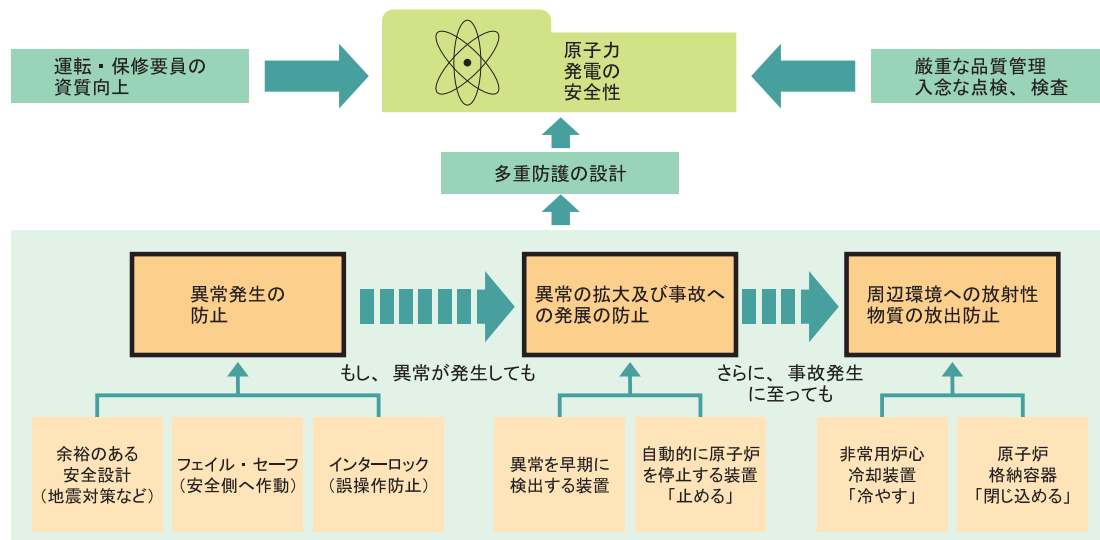 運転・保修要員の
資質向上
原子力
発電の
安全性
厳重な品質管理
入念な点検、検査
多重防護の設計
異常発生の
防止
異常の拡大及び事故へ
の発展の防止
周辺環境への放射性
物質の放出防止
もし、異常が発生しても
さらに、事故発生
に至っても
余裕のある
安全設計
(地震対策など)
フェイル・セーフ
(安全側へ作動)
インターロック
(誤操作防止)
異常を早期に
検出する装置
自動的に原子炉
を停止する装置
「止める」
非常用炉心
冷却装置
「冷やす」
原子炉
格納容器
「閉じ込める」